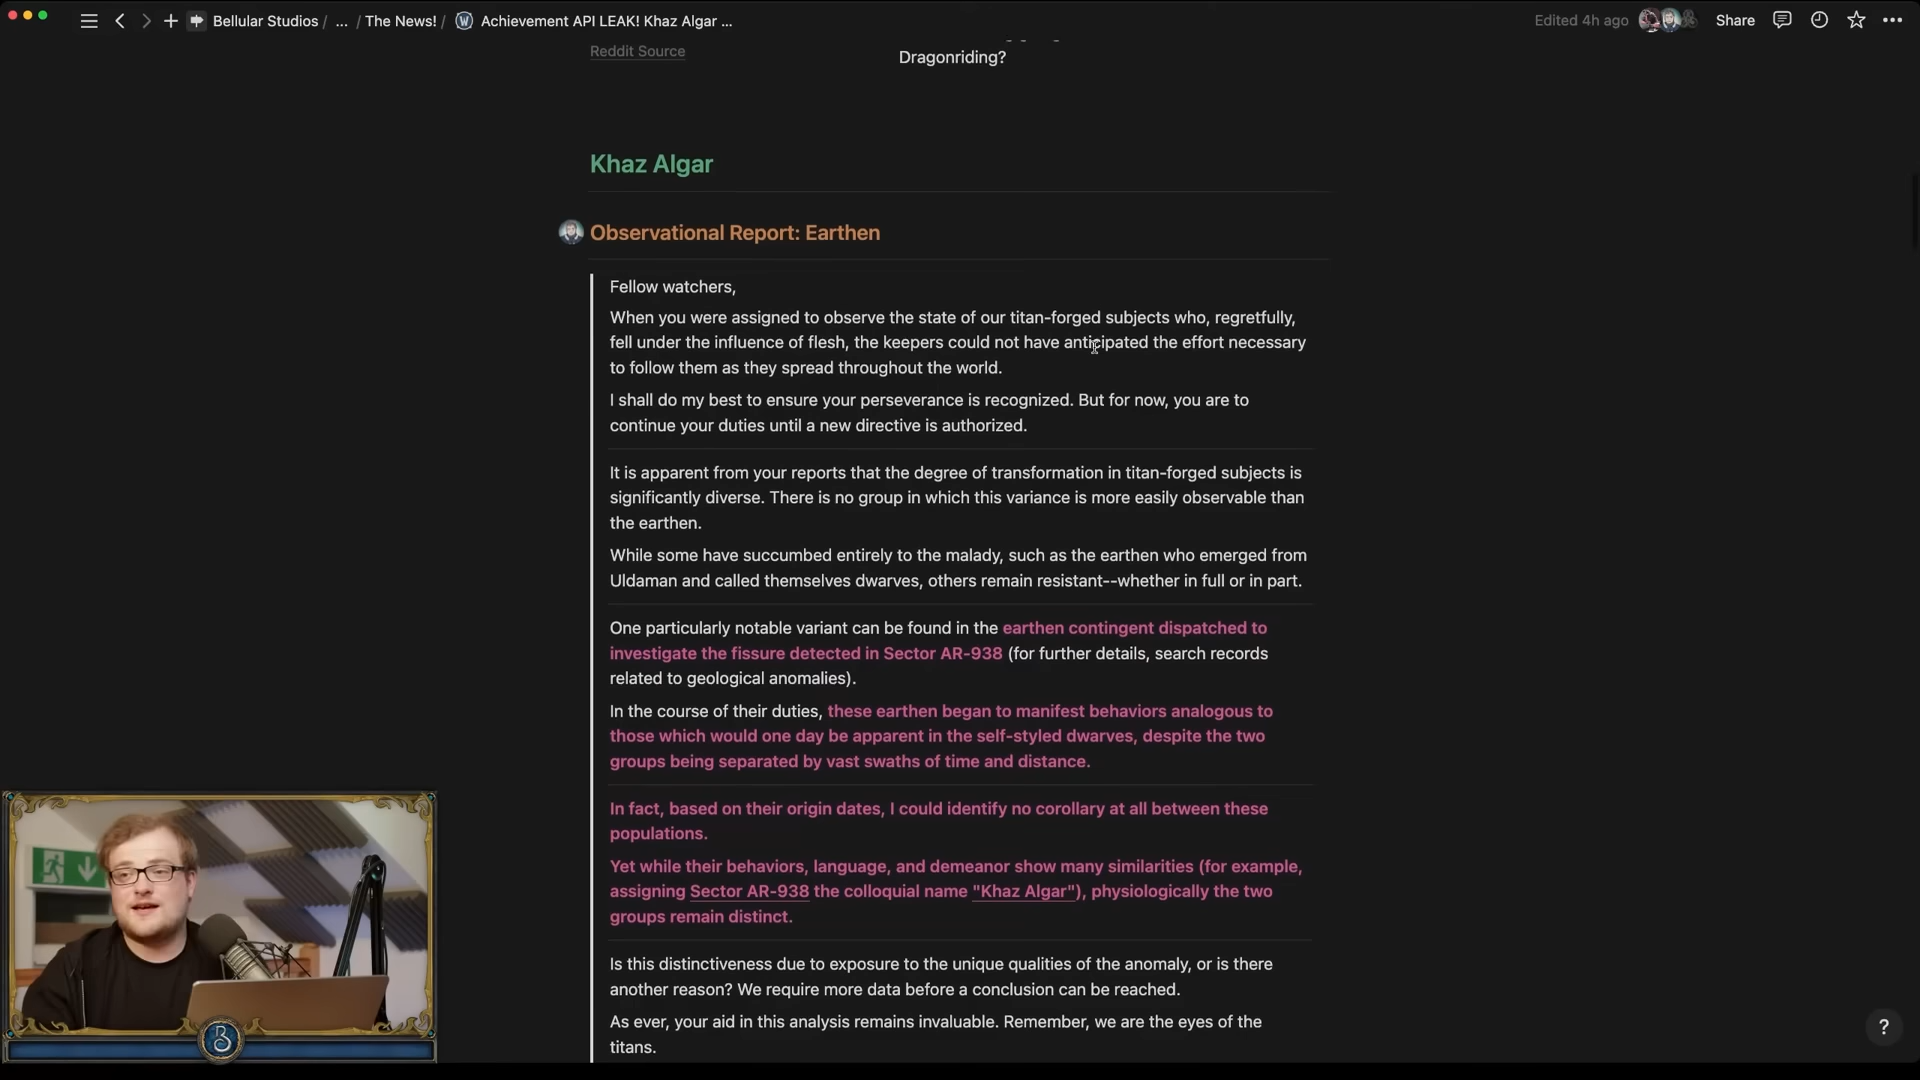 Bellular Studios / ... / The News! / Achievement API LEAK! Khaz Algar ...
Edited 4h ago
Share
Reddit Source
Dragonriding?
Khaz Algar
Observational Report: Earthen
Fellow watchers,
When you were assigned to observe the state of our titan-forged subjects who, regretfully,
fell under the influence of flesh, the keepers could not have anticipated the effort necessary
to follow them as they spread throughout the world.
I shall do my best to ensure your perseverance is recognized. But for now, you are to
continue your duties until a new directive is authorized.
It is apparent from your reports that the degree of transformation in titan-forged subjects is
significantly diverse. There is no group in which this variance is more easily observable than
the earthen.
While some have succumbed entirely to the malady, such as the earthen who emerged from
Uldaman and called themselves dwarves, others remain resistant--whether in full or in part.
One particularly notable variant can be found in the earthen contingent dispatched to
investigate the fissure detected in Sector AR-938 (for further details, search records
related to geological anomalies).
In the course of their duties, these earthen began to manifest behaviors analogous to
those which would one day be apparent in the self-styled dwarves, despite the two
groups being separated by vast swaths of time and distance.
In fact, based on their origin dates, I could identify no corollary at all between these
populations.
Yet while their behaviors, language, and demeanor show many similarities (for example,
assigning Sector AR-938 the colloquial name "Khaz Algar"), physiologically the two
groups remain distinct.
Is this distinctiveness due to exposure to the unique qualities of the anomaly, or is there
another reason? We require more data before a conclusion can be reached.
As ever, your aid in this analysis remains invaluable. Remember, we are the eyes of the
titans.
B
?